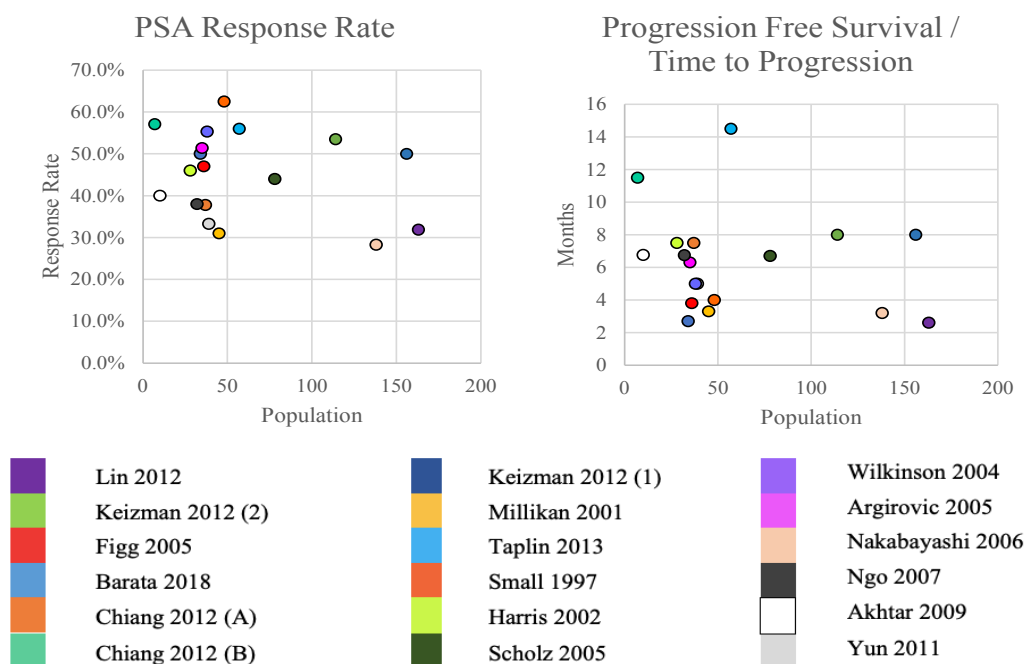 PSA Response Rate
70.0%
60.0%
50.0%
40.0%
30.0%
20.0%
10.0%
0.0%
Response Rate
0 50 100 150 200
Population
Progression Free Survival /
Time to Progression
16
14
12
10
8
6
4
2
0
Months
0 50 100 150 200
Population
Lin 2012
Keizman 2012 (2)
Figg 2005
Barata 2018
Chiang 2012 (A)
Chiang 2012 (B)
Keizman 2012 (1)
Millikan 2001
Taplin 2013
Small 1997
Harris 2002
Scholz 2005
Wilkinson 2004
Argirovic 2005
Nakabayashi 2006
Ngo 2007
Akhtar 2009
Yun 2011